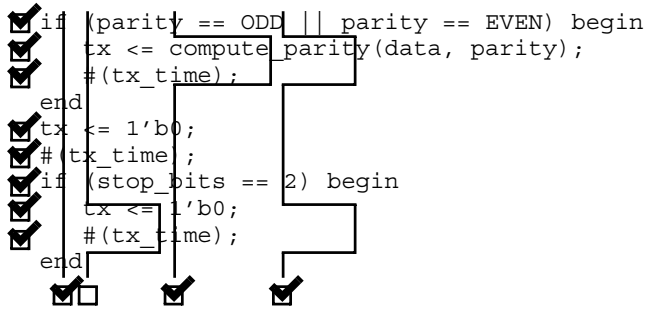 if (parity == ODD || parity == EVEN) begin
tx <= compute_parity(data, parity);
#(tx_time);
end
tx <= 1’b0;
#(tx_time);
if (stop_bits == 2) begin
tx <= 1’b0;
#(tx_time);
end